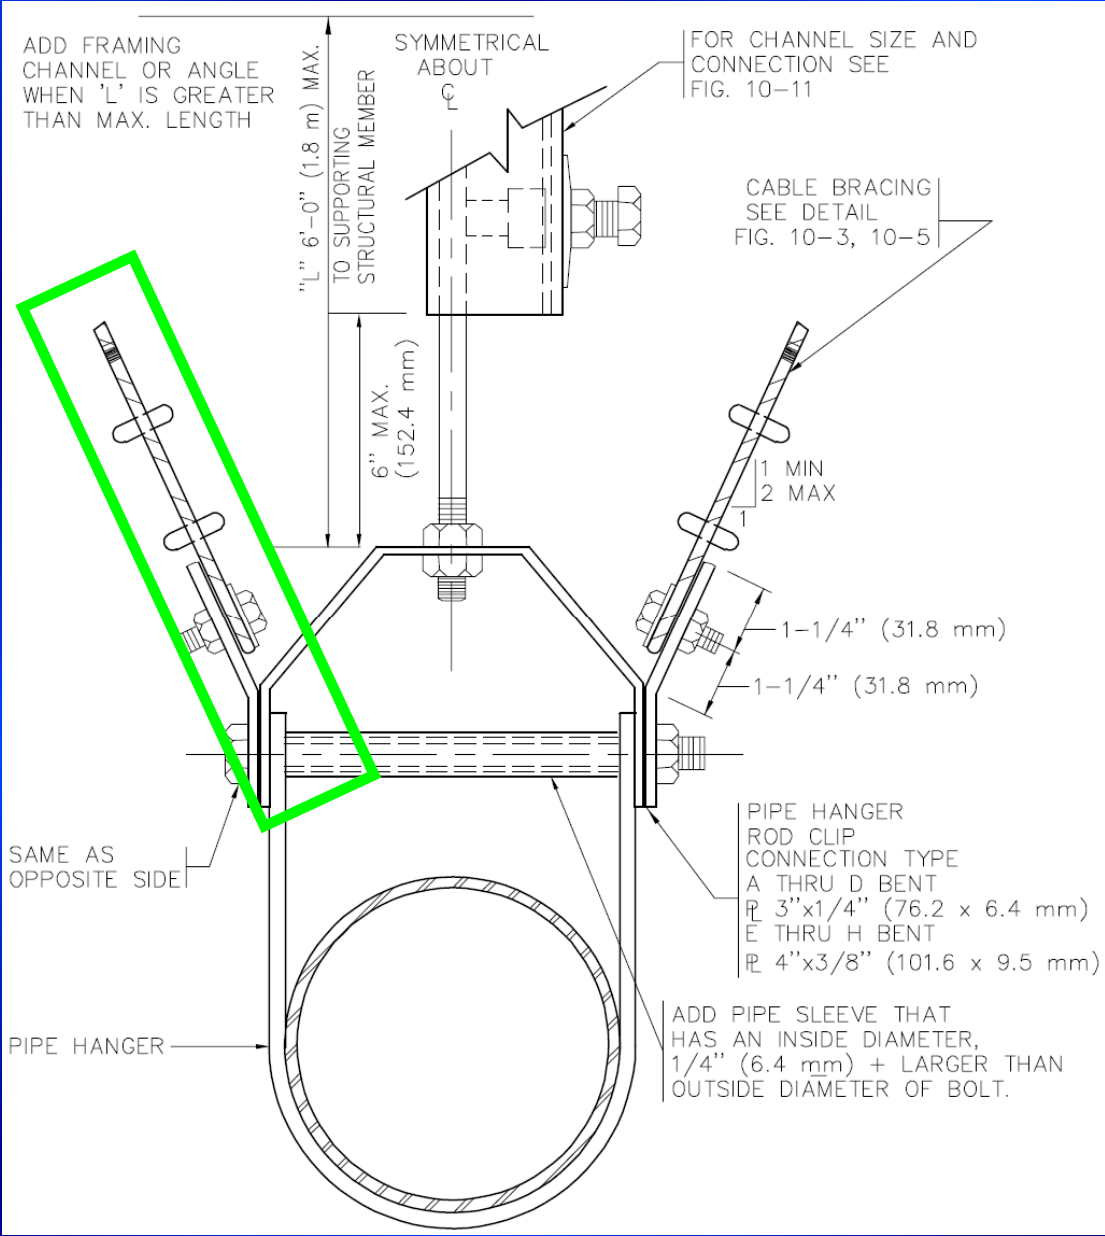 ADD FRAMING
CHANNEL OR ANGLE
WHEN 'L' IS GREATER
THAN MAX. LENGTH
"L" 6'-0" (1.8 m) MAX.
TO SUPPORTING
STRUCTURAL MEMBER
SYMMETRICAL
ABOUT
℄
FOR CHANNEL SIZE AND
CONNECTION SEE
FIG. 10-11
CABLE BRACING
SEE DETAIL
FIG. 10-3, 10-5
6" MAX.
(152.4 mm)
1 MIN
2 MAX
1
1-1/4" (31.8 mm)
1-1/4" (31.8 mm)
SAME AS
OPPOSITE SIDE
PIPE HANGER
ROD CLIP
CONNECTION TYPE
A THRU D BENT
PL 3"x1/4" (76.2 x 6.4 mm)
E THRU H BENT
PL 4"x3/8" (101.6 x 9.5 mm)
PIPE HANGER
ADD PIPE SLEEVE THAT
HAS AN INSIDE DIAMETER,
1/4" (6.4 mm) + LARGER THAN
OUTSIDE DIAMETER OF BOLT.